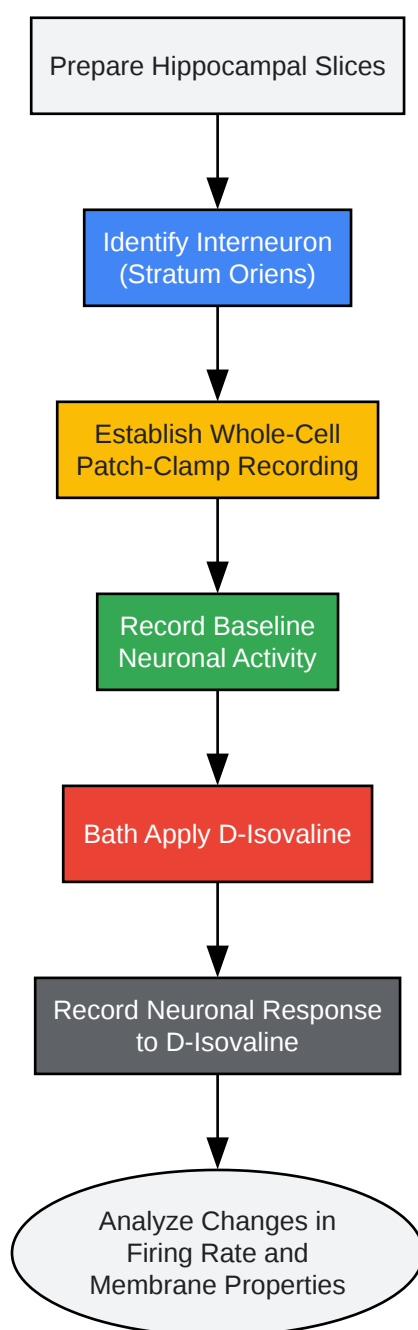 Prepare Hippocampal Slices
Identify Interneuron
(Stratum Oriens)
Establish Whole-Cell
Patch-Clamp Recording
Record Baseline
Neuronal Activity
Bath Apply D-Isovaline
Record Neuronal Response
to D-Isovaline
Analyze Changes in
Firing Rate and
Membrane Properties